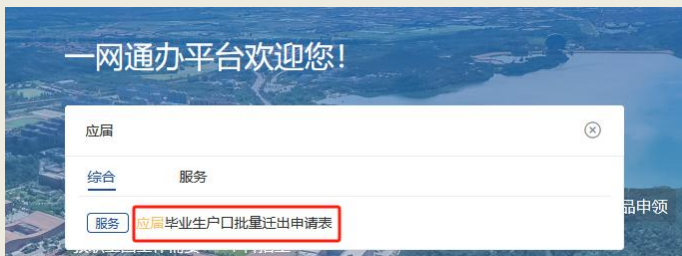 一网通办平台欢迎您!
应届
综合 服务
服务 应届毕业生户口批量迁出申请表
品申领